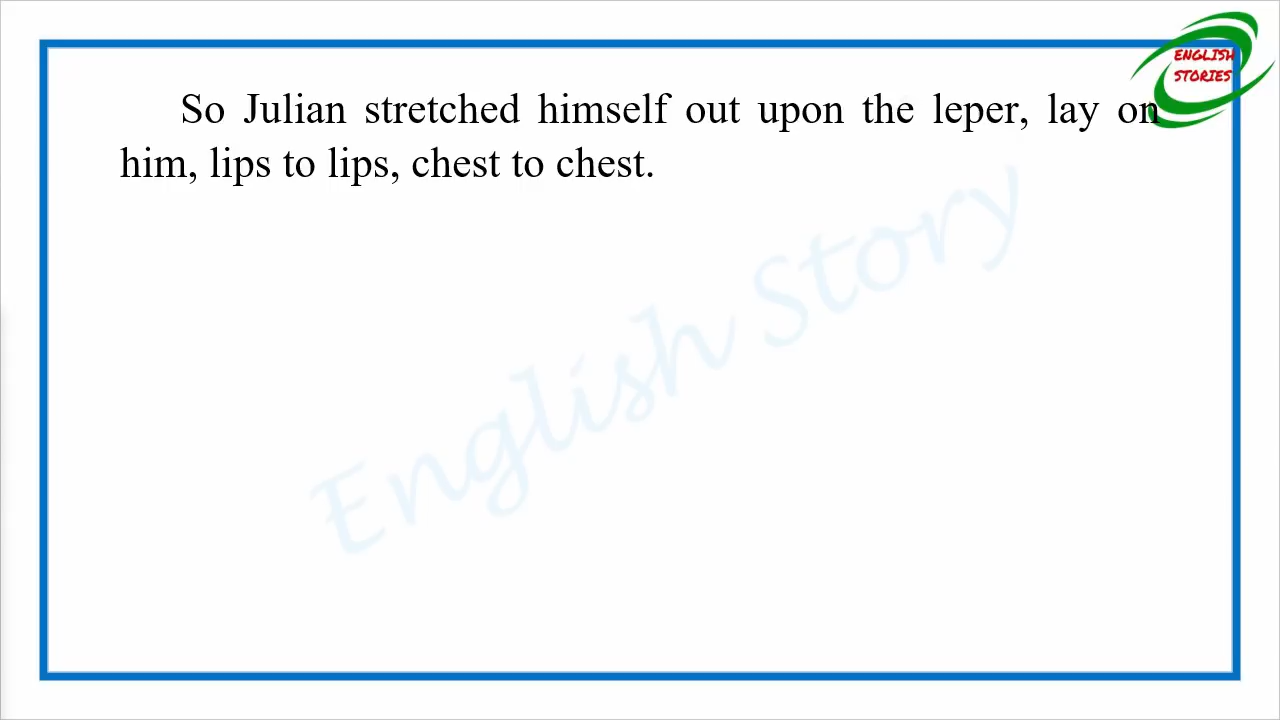 ENGLISH
STORIES
So Julian stretched himself out upon the leper, lay on
him, lips to lips, chest to chest.
English Story